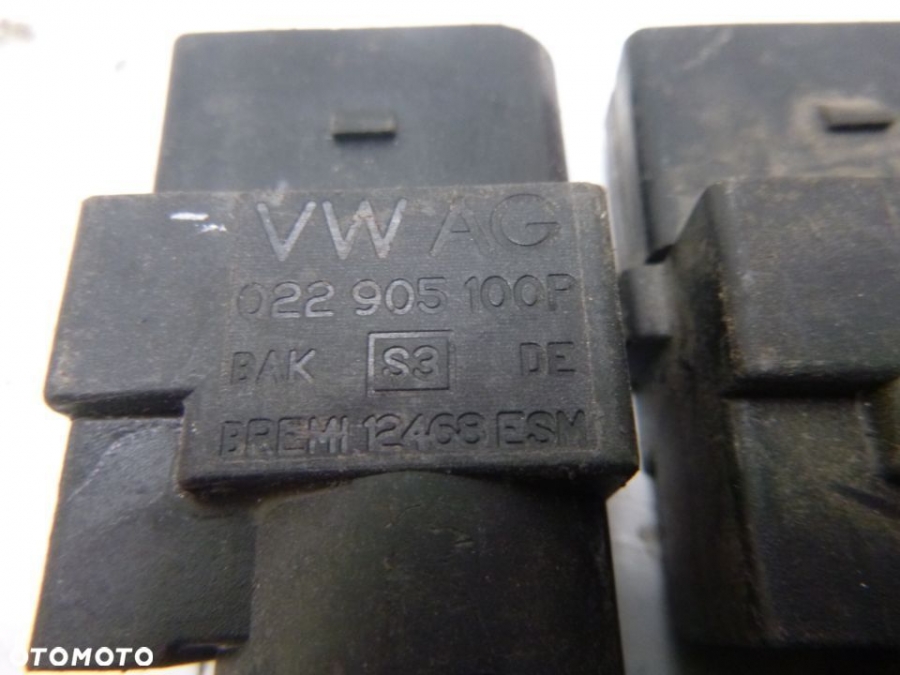 VW AG
022 905 100P
BAK S3 DE
BREMI 12468 ESM
OTOMOTO